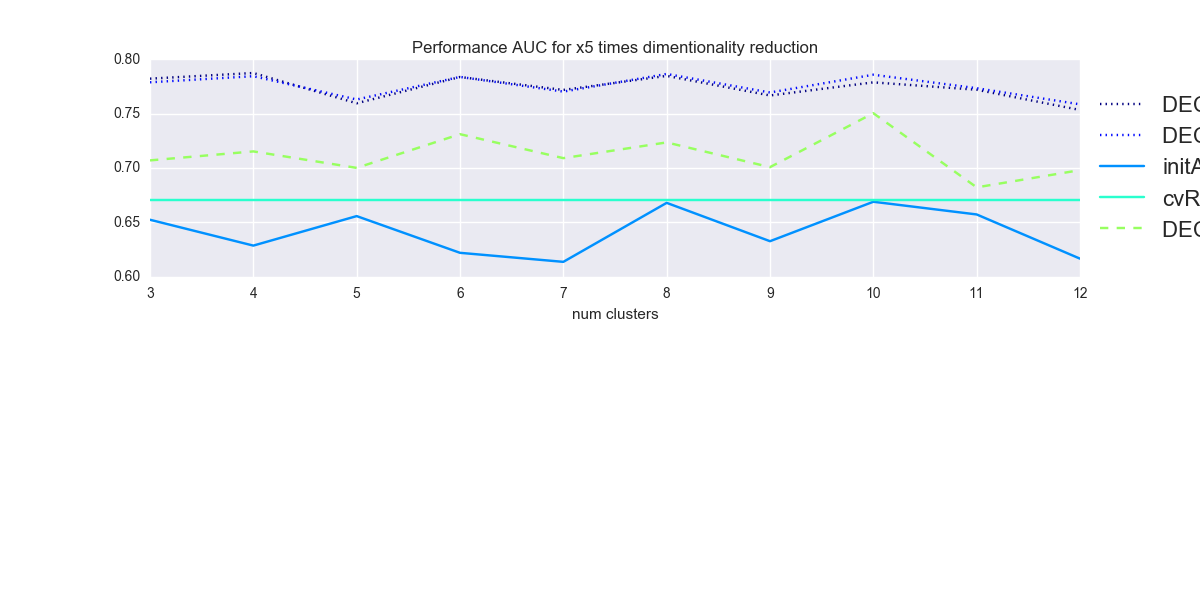 Performance AUC for x5 times dimentionality reduction
0.80
0.75
0.70
0.65
0.60
3 4 5 6 7 8 9 10 11 12
num clusters
DEC
DEC
initA
cvR
DEC